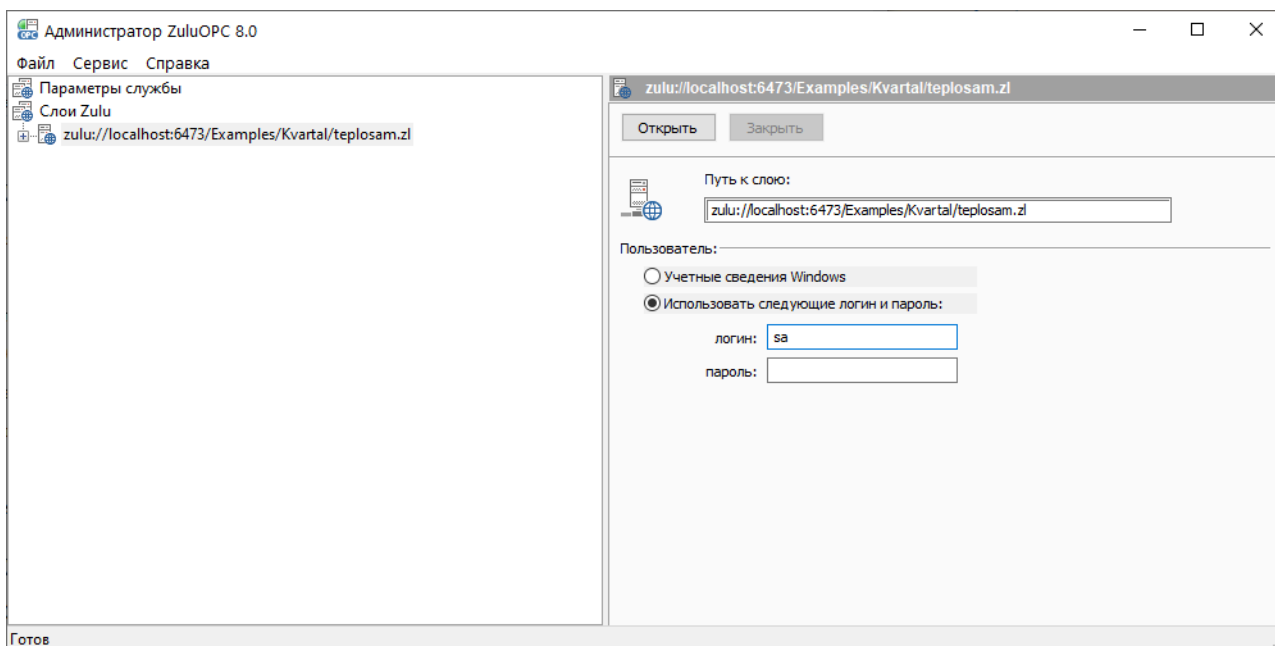 Администратор ZuluOPC 8.0
Файл Сервис Справка
Параметры службы
Слои Zulu
zulu://localhost:6473/Examples/Kvartal/teplosam.zl
zulu://localhost:6473/Examples/Kvartal/teplosam.zl
Открыть Закрыть
Путь к слою:
zulu://localhost:6473/Examples/Kvartal/teplosam.zl
Пользователь:
Учетные сведения Windows
Использовать следующие логин и пароль:
логин: sa
пароль:
Готов